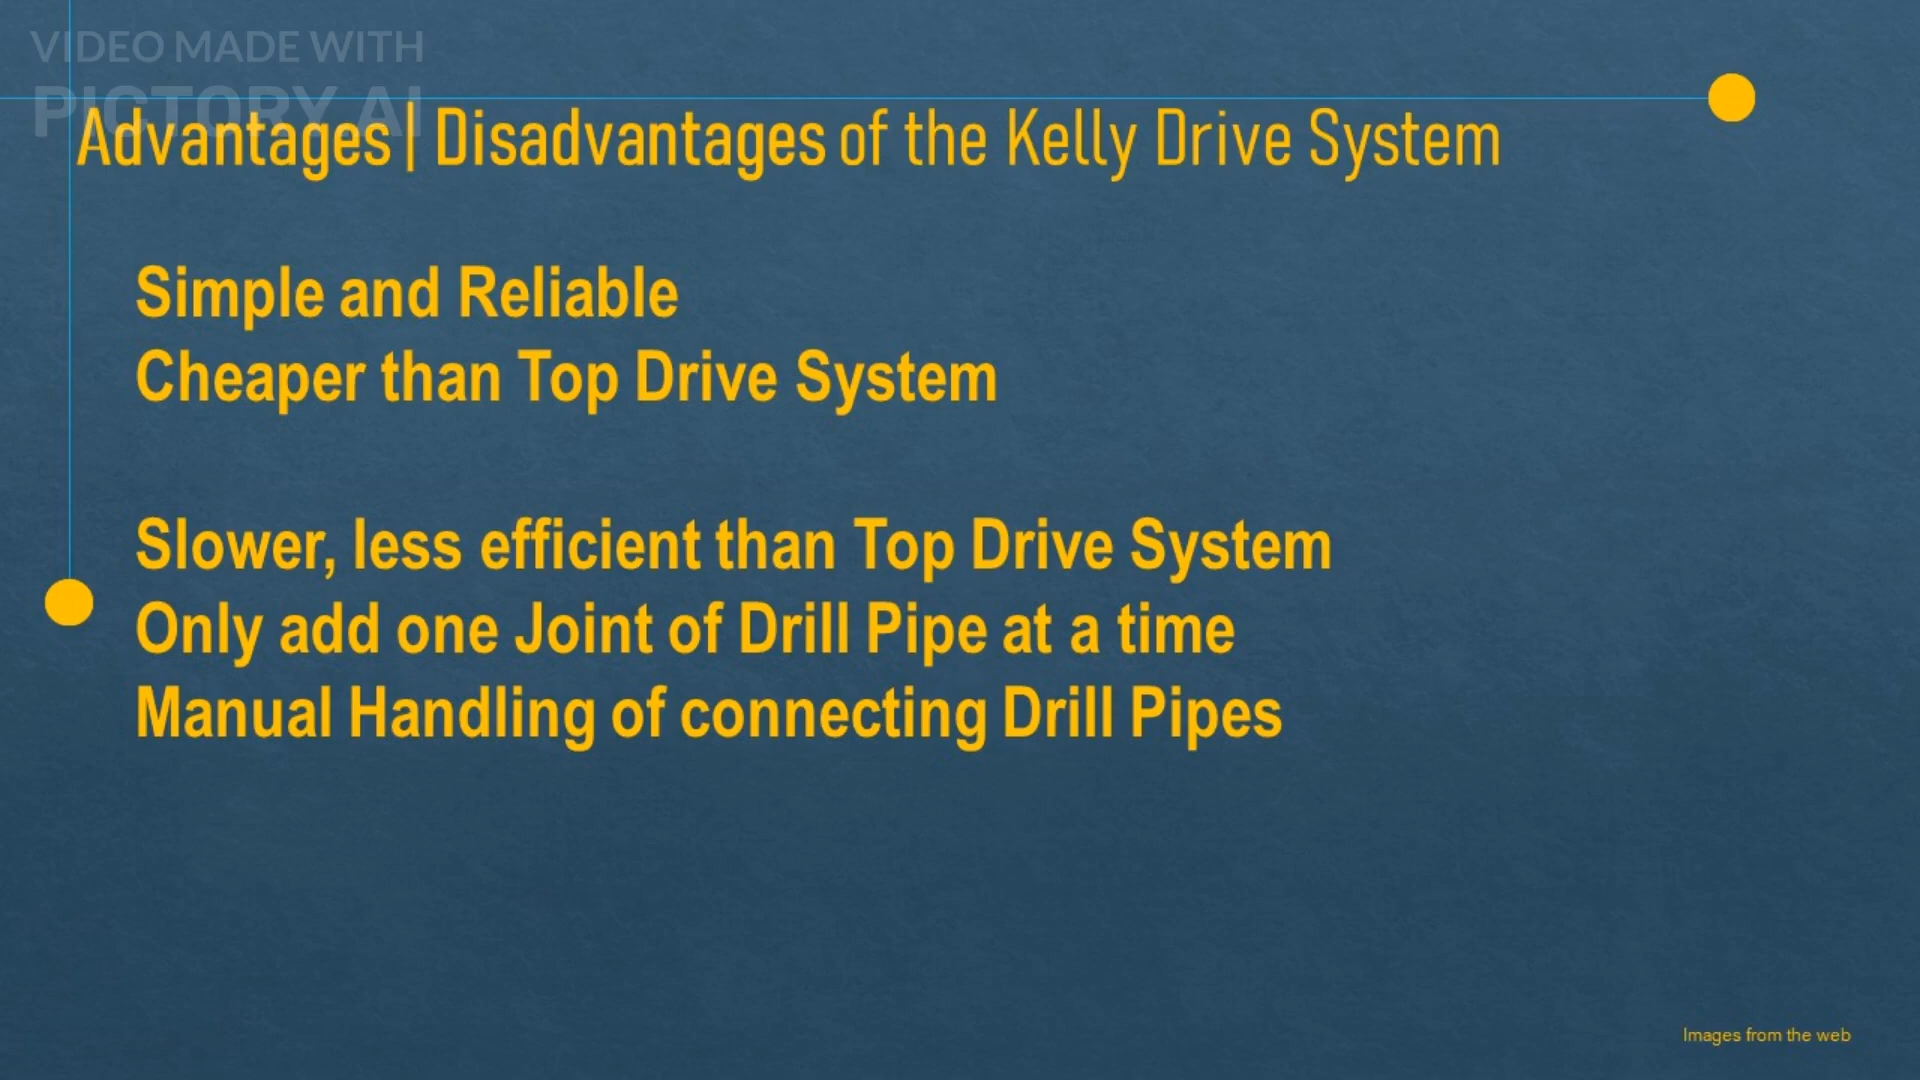 VIDEO MADE WITH
PICTORY AI
Advantages | Disadvantages of the Kelly Drive System
Simple and Reliable
Cheaper than Top Drive System
Slower, less efficient than Top Drive System
Only add one Joint of Drill Pipe at a time
Manual Handling of connecting Drill Pipes
Images from the web